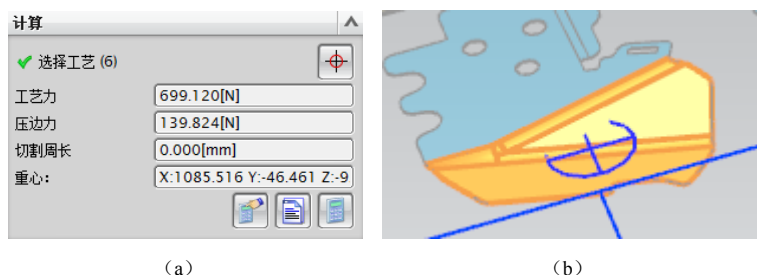 计算
选择工艺 (6)
工艺力 699.120[N]
压边力 139.824[N]
切割周长 0.000[mm]
重心: X:1085.516 Y:-46.461 Z:-9
（a） （b）